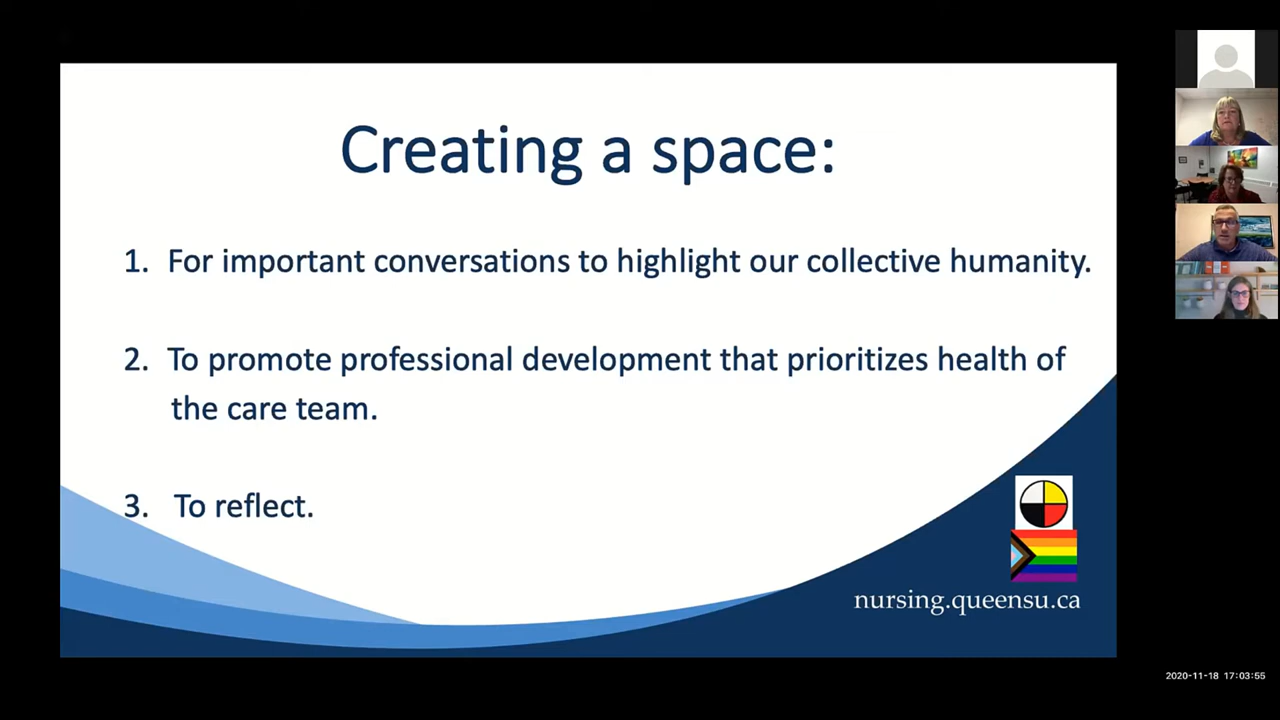 Creating a space:
1. For important conversations to highlight our collective humanity.
2. To promote professional development that prioritizes health of
the care team.
3. To reflect.
nursing.queensu.ca
2020-11-18 17:03:55